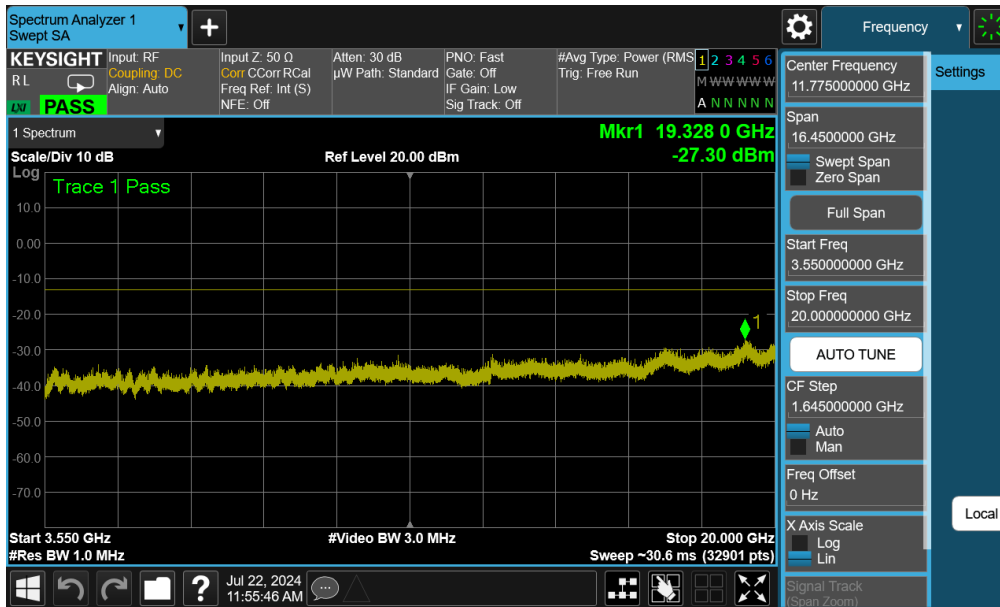 Spectrum Analyzer 1
Swept SA
+
Frequency
KEYSIGHT
R L
LXI
PASS
Input: RF
Coupling: DC
Align: Auto
Input Z: 50 Ω
Corr CCorr RCal
Freq Ref: Int (S)
NFE: Off
Atten: 30 dB
µW Path: Standard
PNO: Fast
Gate: Off
IF Gain: Low
Sig Track: Off
#Avg Type: Power (RMS
Trig: Free Run
1 2 3 4 5 6
M W W W W W
A N N N N N
1 Spectrum
Scale/Div 10 dB
Ref Level 20.00 dBm
Mkr1 19.328 0 GHz
-27.30 dBm
Log
Trace 1 Pass
10.0
0.00
-10.0
-20.0
-30.0
-40.0
-50.0
-60.0
-70.0
1
Start 3.550 GHz
#Res BW 1.0 MHz
#Video BW 3.0 MHz
Stop 20.000 GHz
Sweep ~30.6 ms (32901 pts)
Center Frequency
11.775000000 GHz
Span
16.4500000 GHz
Swept Span
Zero Span
Full Span
Start Freq
3.550000000 GHz
Stop Freq
20.000000000 GHz
AUTO TUNE
CF Step
1.645000000 GHz
Auto
Man
Freq Offset
0 Hz
X Axis Scale
Log
Lin
Signal Track
(Span Zoom)
Settings
Local
?
Jul 22, 2024
11:55:46 AM